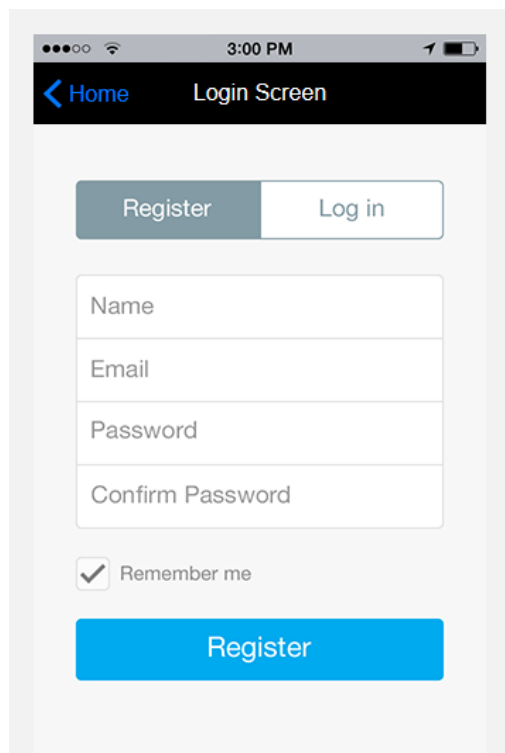 3:00 PM
Home Login Screen
Register Log in
Name
Email
Password
Confirm Password
Remember me
Register